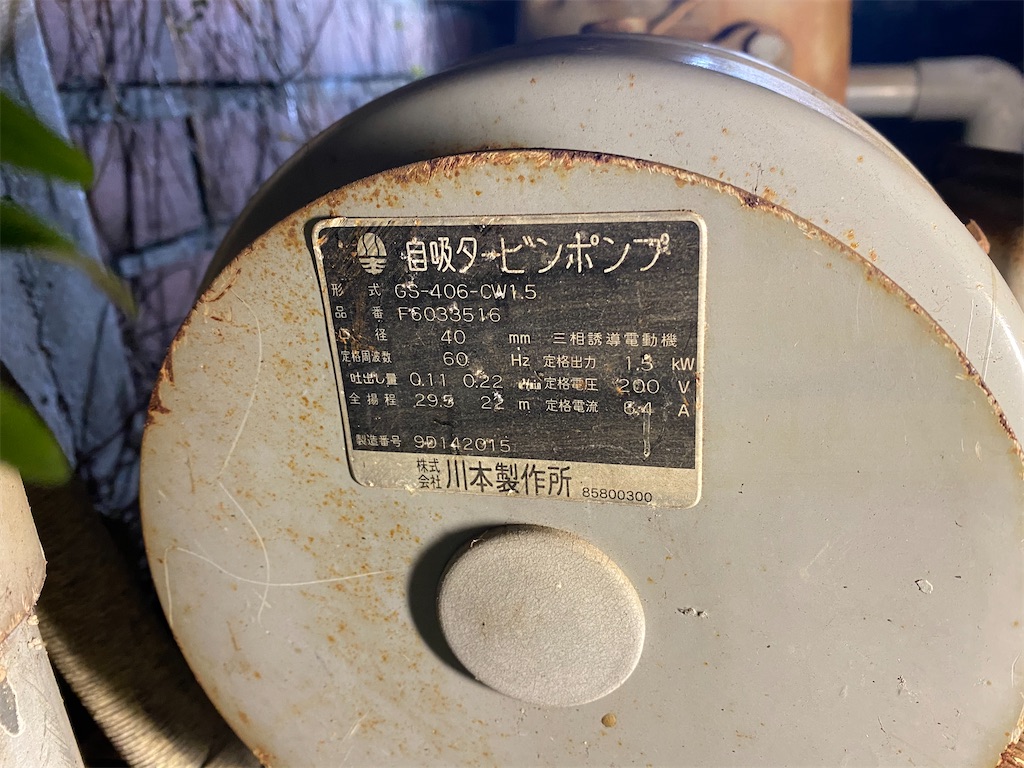 自吸タービンポンプ
形式 GS-406-CW1.5
品番 F6033516
口径 40 mm 三相誘導電動機
定格周波数 60 Hz 定格出力 1.5 kW
吐出し量 0.11 0.22 定格電圧 200 V
全揚程 29.5 22 m 定格電流 6.4 A
製造番号 9D142015
株式会社 川本製作所 85800300